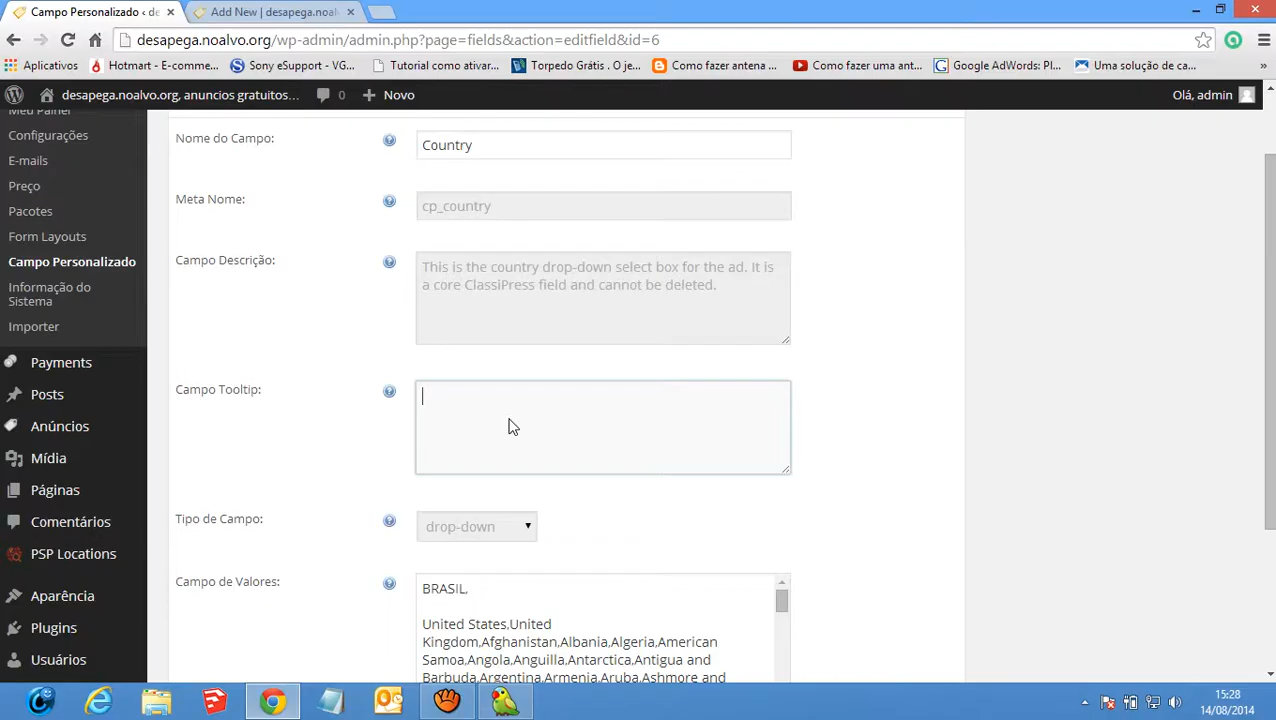 Campo Personalizado ‹ de
Add New | desapega.noal
desapega.noalvo.org/wp-admin/admin.php?page=fields&action=editfield&id=6
Aplicativos
Hotmart - E-comme...
Sony eSupport - VG...
Tutorial como ativar...
Torpedo Grátis . O je...
Como fazer antena ...
Como fazer uma ant...
Google AdWords: Pl...
Uma solução de ca...
»
desapega.noalvo.org, anuncios gratuitos...
0
Novo
Olá, admin
Meu Painel
Configurações
E-mails
Preço
Pacotes
Form Layouts
Campo Personalizado
Informação do
Sistema
Importer
Payments
Posts
Anúncios
Mídia
Páginas
Comentários
PSP Locations
Aparência
Plugins
Usuários
Nome do Campo:
Country
Meta Nome:
cp_country
Campo Descrição:
This is the country drop-down select box for the ad. It is
a core ClassiPress field and cannot be deleted.
Campo Tooltip:
Tipo de Campo:
drop-down
Campo de Valores:
BRASIL,
United States,United
Kingdom,Afghanistan,Albania,Algeria,American
Samoa,Angola,Anguilla,Antarctica,Antigua and
Barbuda,Argentina,Armenia,Aruba,Ashmore and
15:28
14/08/2014